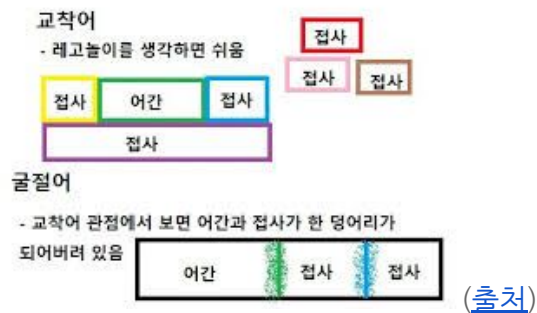 교착어
- 레고놀이를 생각하면 쉬움
접사
접사
접사
접사
어간
접사
접사
굴절어
- 교착어 관점에서 보면 어간과 접사가 한 덩어리가
되어버려 있음
어간
접사
접사
(출처)